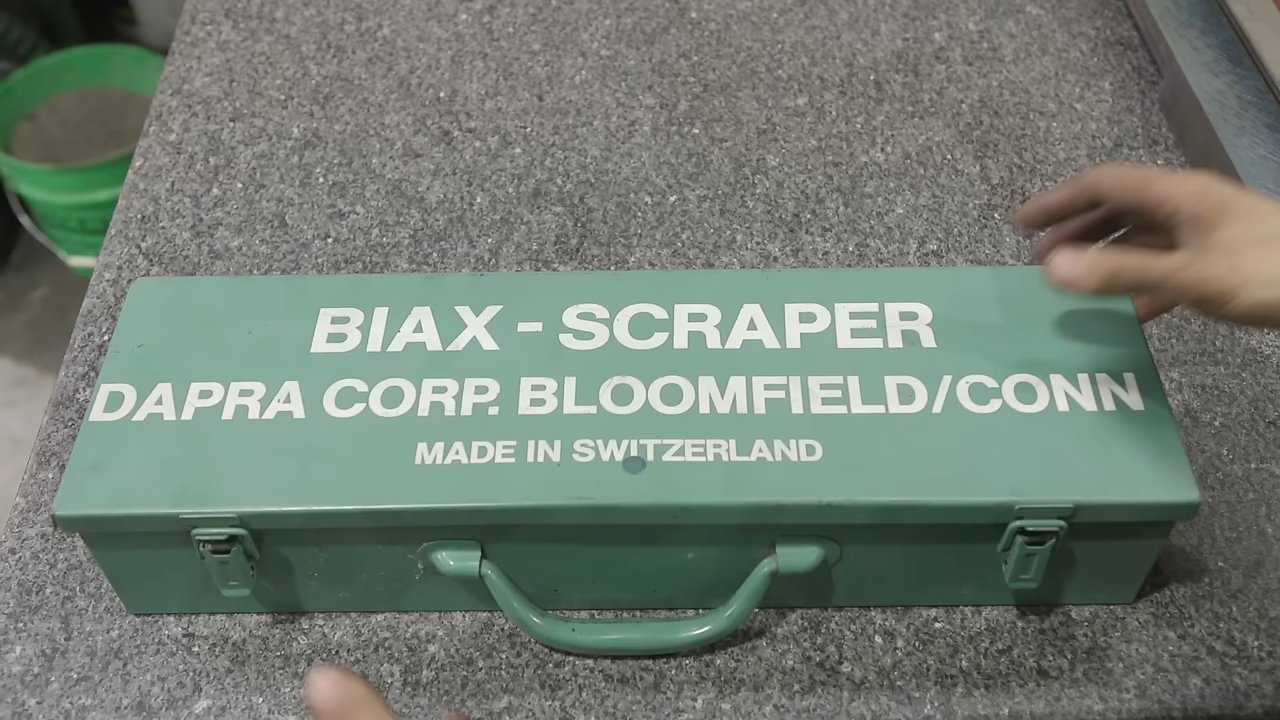 BIAX - SCRAPER
DAPRA CORP. BLOOMFIELD/CONN
MADE IN SWITZERLAND